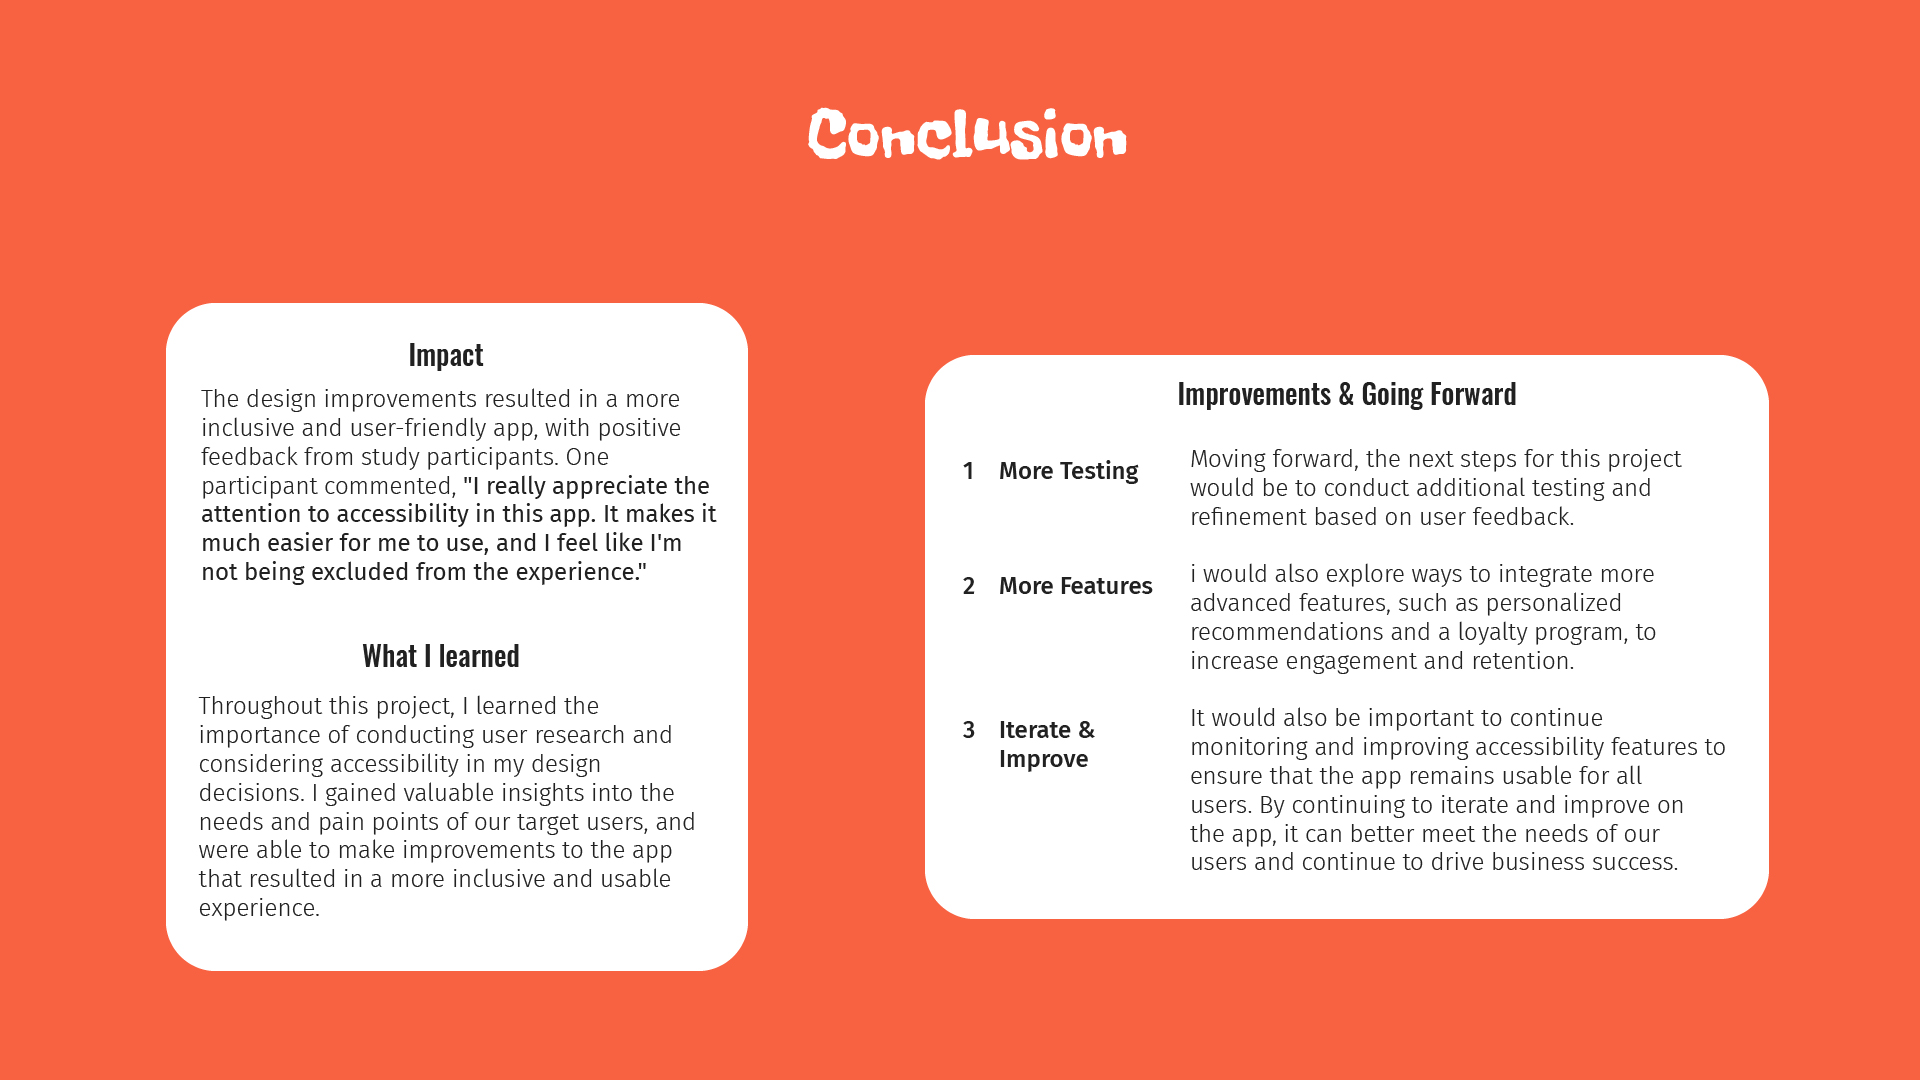 Conclusion
Impact
The design improvements resulted in a more
inclusive and user-friendly app, with positive
feedback from study participants. One
participant commented, "I really appreciate the
attention to accessibility in this app. It makes it
much easier for me to use, and I feel like I'm
not being excluded from the experience."
What I learned
Throughout this project, I learned the
importance of conducting user research and
considering accessibility in my design
decisions. I gained valuable insights into the
needs and pain points of our target users, and
were able to make improvements to the app
that resulted in a more inclusive and usable
experience.
Improvements & Going Forward
1 More Testing
Moving forward, the next steps for this project
would be to conduct additional testing and
refinement based on user feedback.
2 More Features
i would also explore ways to integrate more
advanced features, such as personalized
recommendations and a loyalty program, to
increase engagement and retention.
3 Iterate &
Improve
It would also be important to continue
monitoring and improving accessibility features to
ensure that the app remains usable for all
users. By continuing to iterate and improve on
the app, it can better meet the needs of our
users and continue to drive business success.